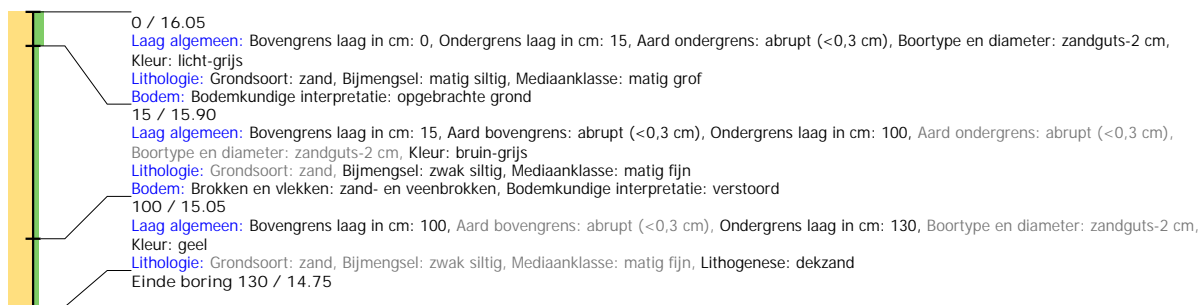 0 / 16.05
Laag algemeen: Bovengrens laag in cm: 0, Ondergrens laag in cm: 15, Aard ondergrens: abrupt (<0,3 cm), Boortype en diameter: zandguts-2 cm,
Kleur: licht-grijs
Lithologie: Grondsoort: zand, Bijmengsel: matig siltig, Mediaanklasse: matig grof
Bodem: Bodemkundige interpretatie: opgebrachte grond
15 / 15.90
Laag algemeen: Bovengrens laag in cm: 15, Aard bovengrens: abrupt (<0,3 cm), Ondergrens laag in cm: 100, Aard ondergrens: abrupt (<0,3 cm),
Boortype en diameter: zandguts-2 cm, Kleur: bruin-grijs
Lithologie: Grondsoort: zand, Bijmengsel: zwak siltig, Mediaanklasse: matig fijn
Bodem: Brokken en vlekken: zand- en veenbrokken, Bodemkundige interpretatie: verstoord
100 / 15.05
Laag algemeen: Bovengrens laag in cm: 100, Aard bovengrens: abrupt (<0,3 cm), Ondergrens laag in cm: 130, Boortype en diameter: zandguts-2 cm,
Kleur: geel
Lithologie: Grondsoort: zand, Bijmengsel: zwak siltig, Mediaanklasse: matig fijn, Lithogenese: dekzand
Einde boring 130 / 14.75